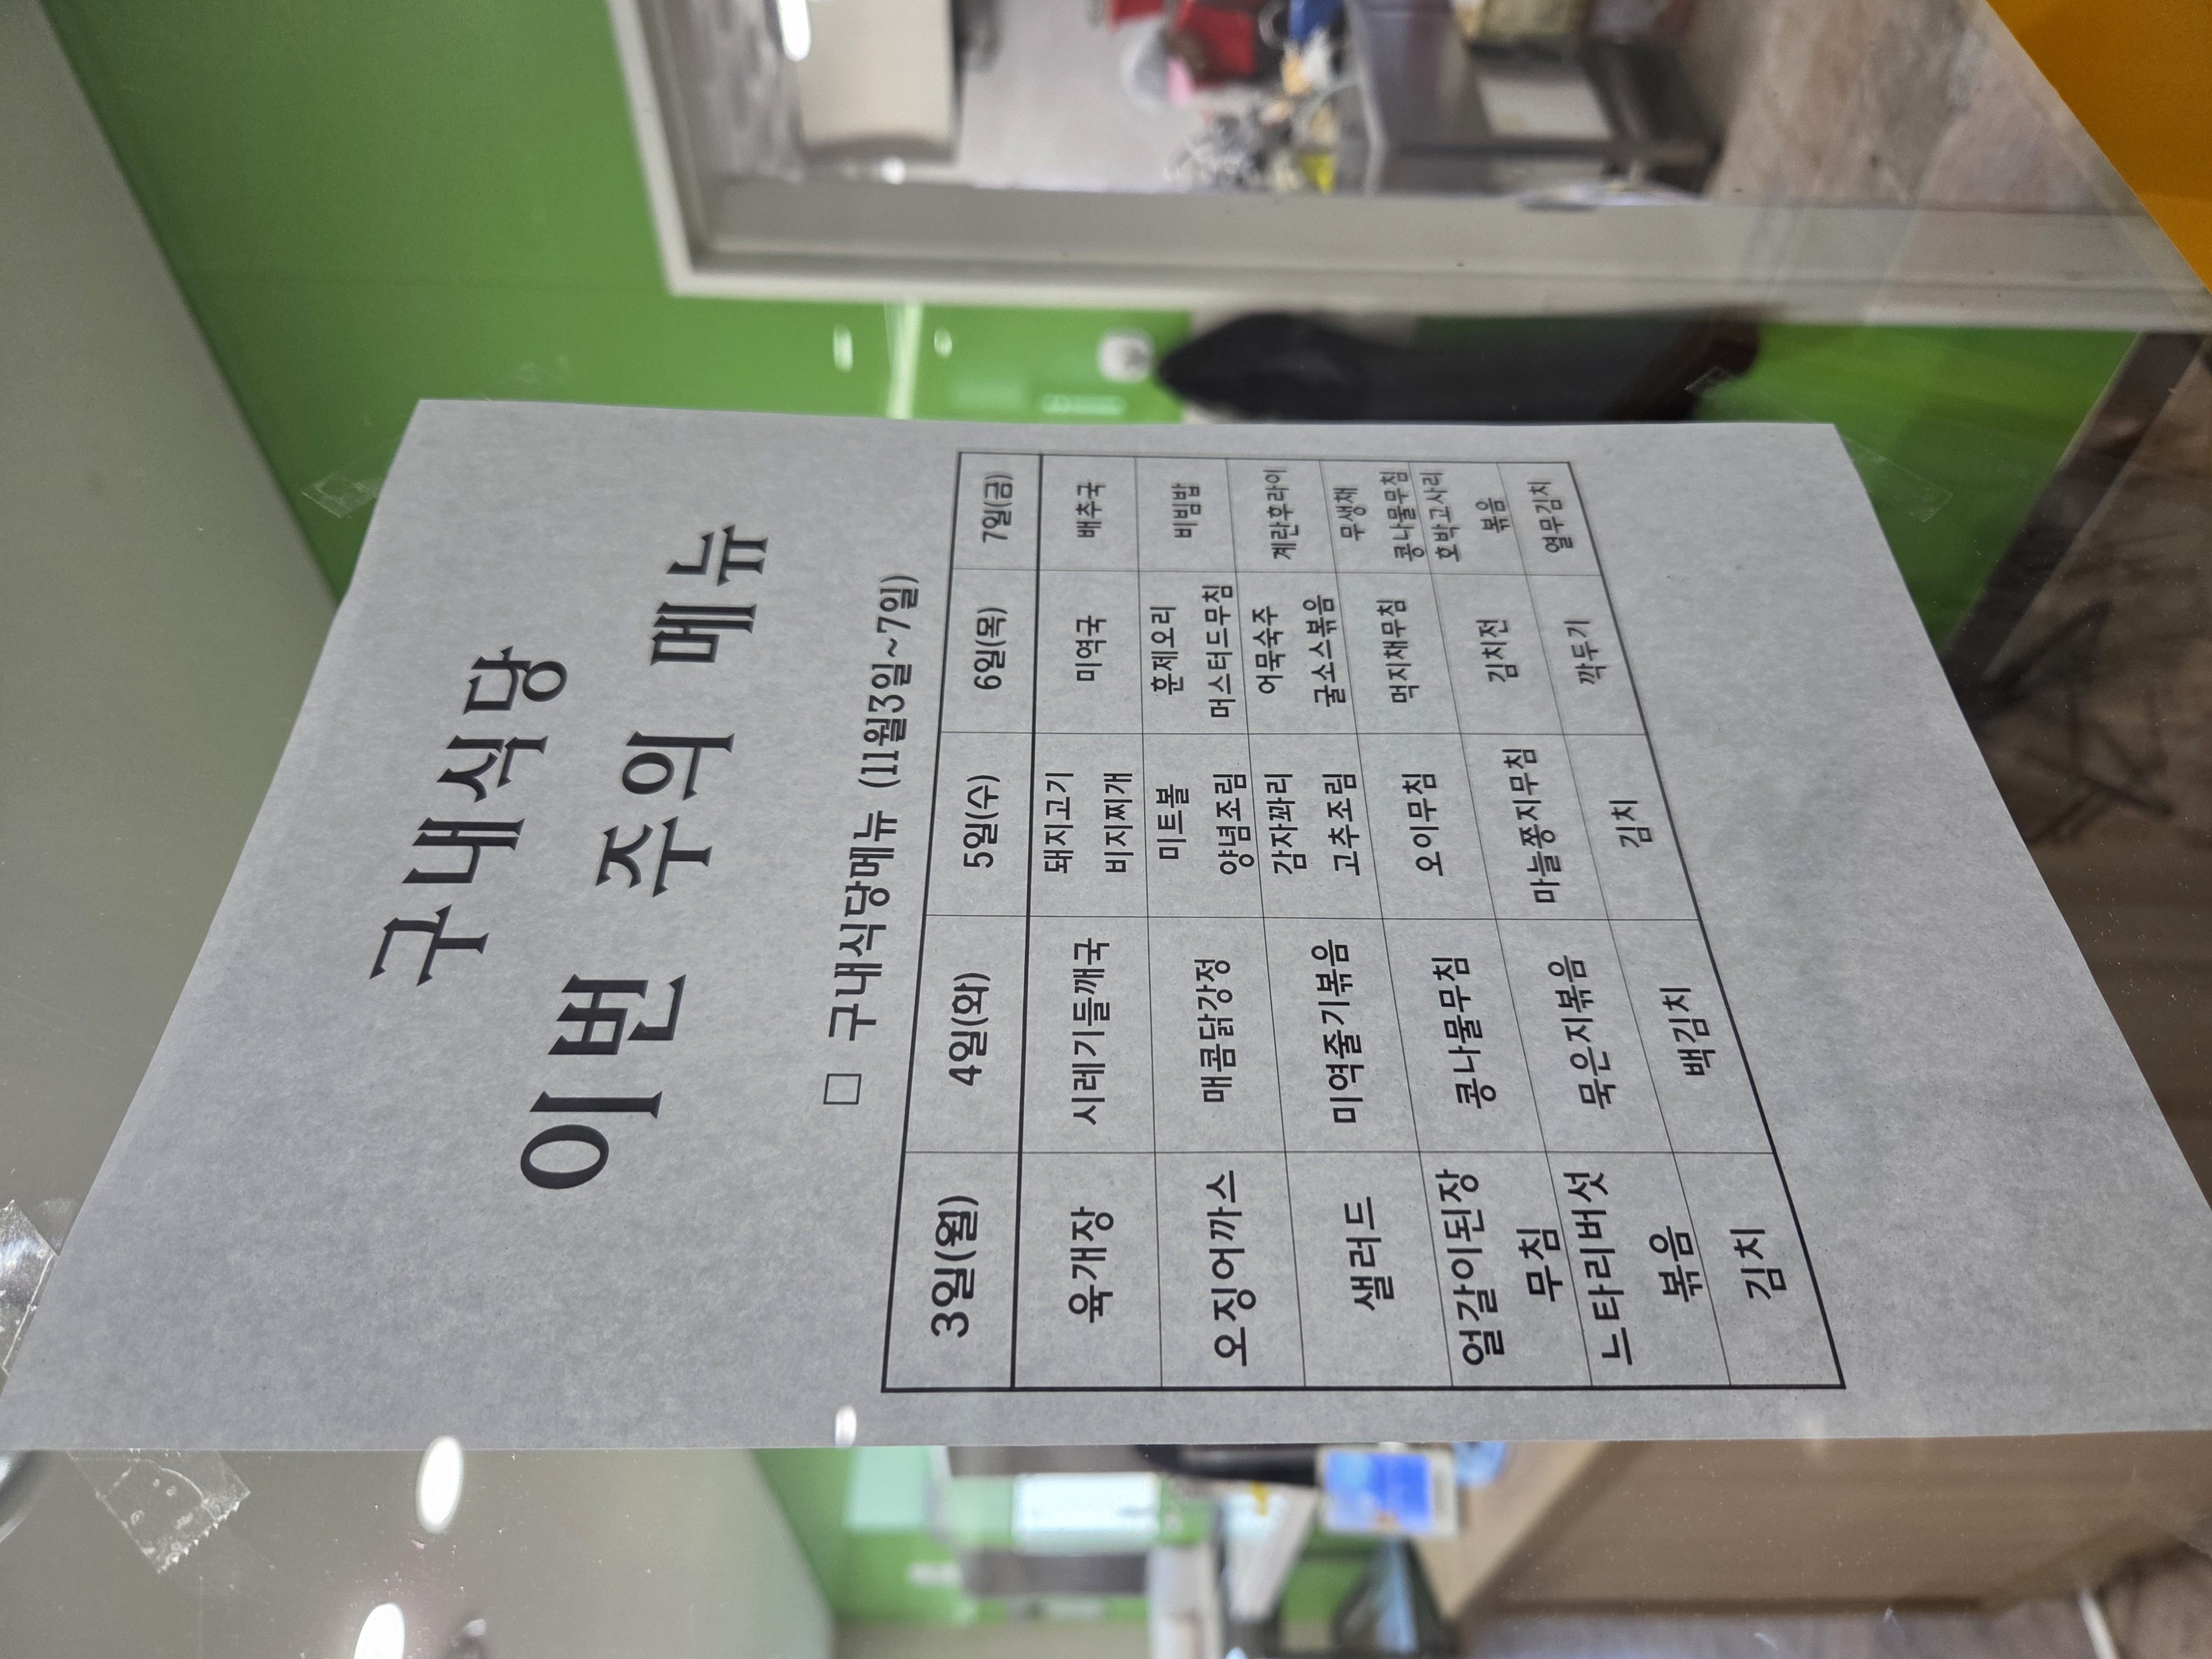 구내식당
이번 주의 메뉴
□ 구내식당메뉴 (11월3일~7일)
3일(월) 4일(화) 5일(수) 6일(목) 7일(금)
육개장 시레기들깨국 돼지고기 비지찌개 미역국 배추국
오징어까스 매콤닭강정 미트볼 양념조림 훈제오리 머스터드무침 비빔밥
샐러드 미역줄기볶음 감자꽈리 고추조림 어묵숙주 굴소스볶음 계란후라이
얼갈이된장 무침 콩나물무침 오이무침 먹지채무침 무생채 콩나물무침
느타리버섯 볶음 묵은지볶음 마늘쫑지무침 김치전 호박고사리 볶음
김치 백김치 김치 깍두기 열무김치